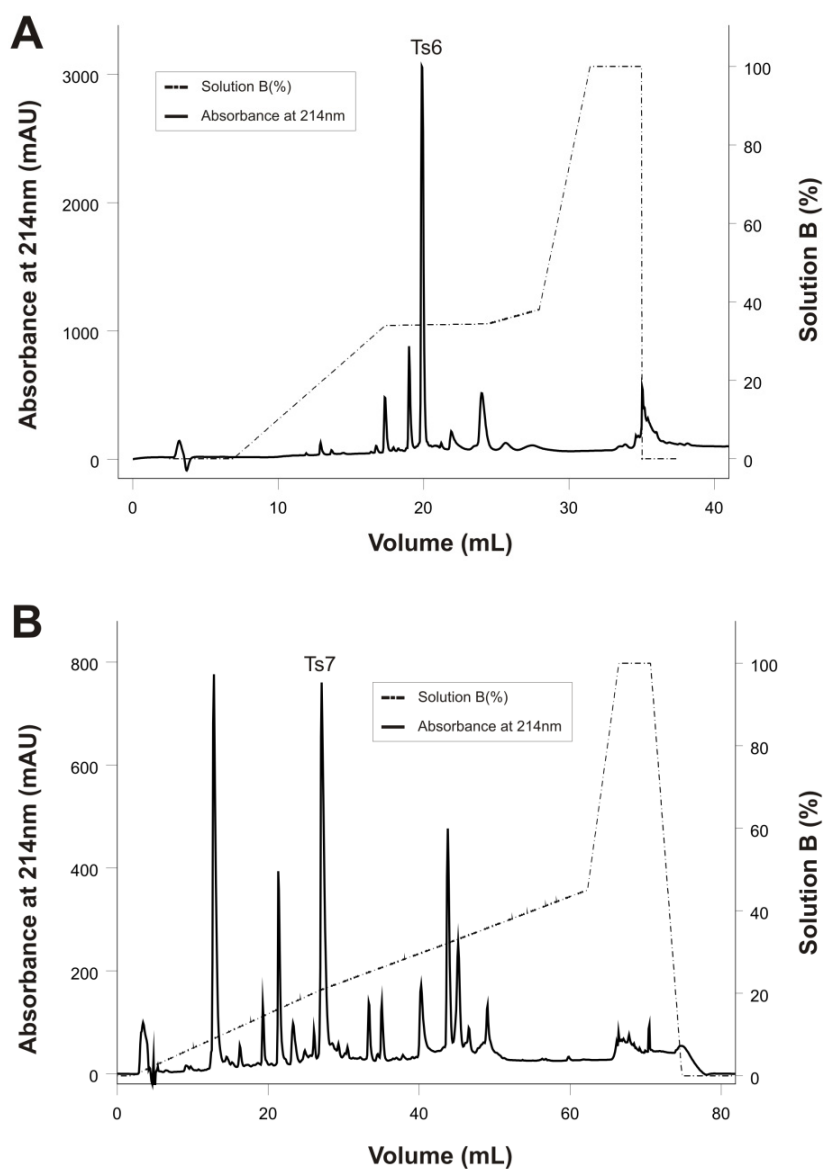 A
Ts6
3000
2000
1000
0
Absorbance at 214nm (mAU)
Solution B(%)
Absorbance at 214nm
100
80
60
40
20
0
Solution B (%)
0 10 20 30 40
Volume (mL)
B
Ts7
800
600
400
200
0
Absorbance at 214nm (mAU)
Solution B(%)
Absorbance at 214nm
100
80
60
40
20
0
Solution B (%)
0 20 40 60 80
Volume (mL)